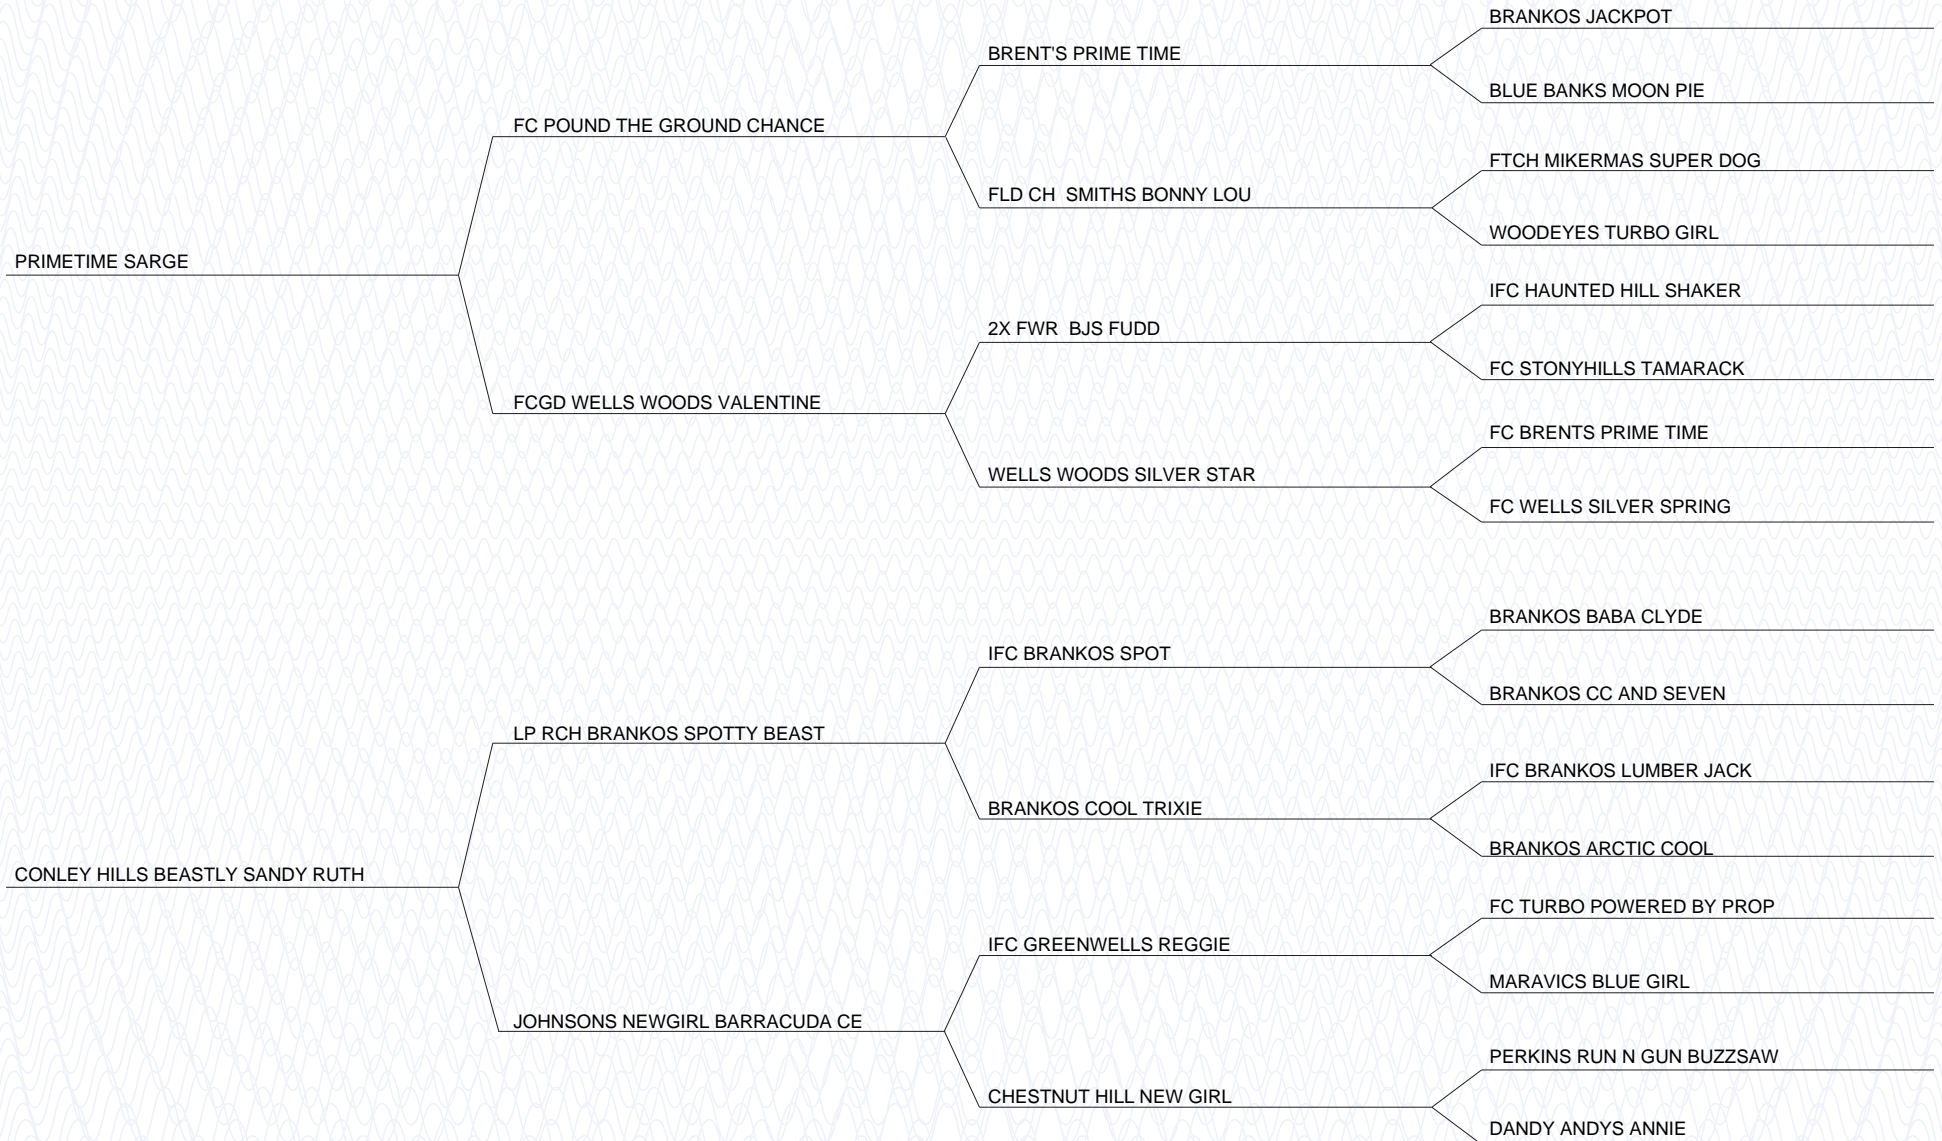 BRANKOS JACKPOT
BRENT'S PRIME TIME
BLUE BANKS MOON PIE
FC POUND THE GROUND CHANCE
FTCH MIKERMAS SUPER DOG
FLD CH  SMITHS BONNY LOU
WOODEYES TURBO GIRL
PRIMETIME SARGE
IFC HAUNTED HILL SHAKER
2X FWR  BJS FUDD
FC STONYHILLS TAMARACK
FCGD WELLS WOODS VALENTINE
FC BRENTS PRIME TIME
WELLS WOODS SILVER STAR
FC WELLS SILVER SPRING
BRANKOS BABA CLYDE
IFC BRANKOS SPOT
BRANKOS CC AND SEVEN
LP RCH BRANKOS SPOTTY BEAST
IFC BRANKOS LUMBER JACK
BRANKOS COOL TRIXIE
BRANKOS ARCTIC COOL
CONLEY HILLS BEASTLY SANDY RUTH
FC TURBO POWERED BY PROP
IFC GREENWELLS REGGIE
MARAVICS BLUE GIRL
JOHNSONS NEWGIRL BARRACUDA CE
PERKINS RUN N GUN BUZZSAW
CHESTNUT HILL NEW GIRL
DANDY ANDYS ANNIE